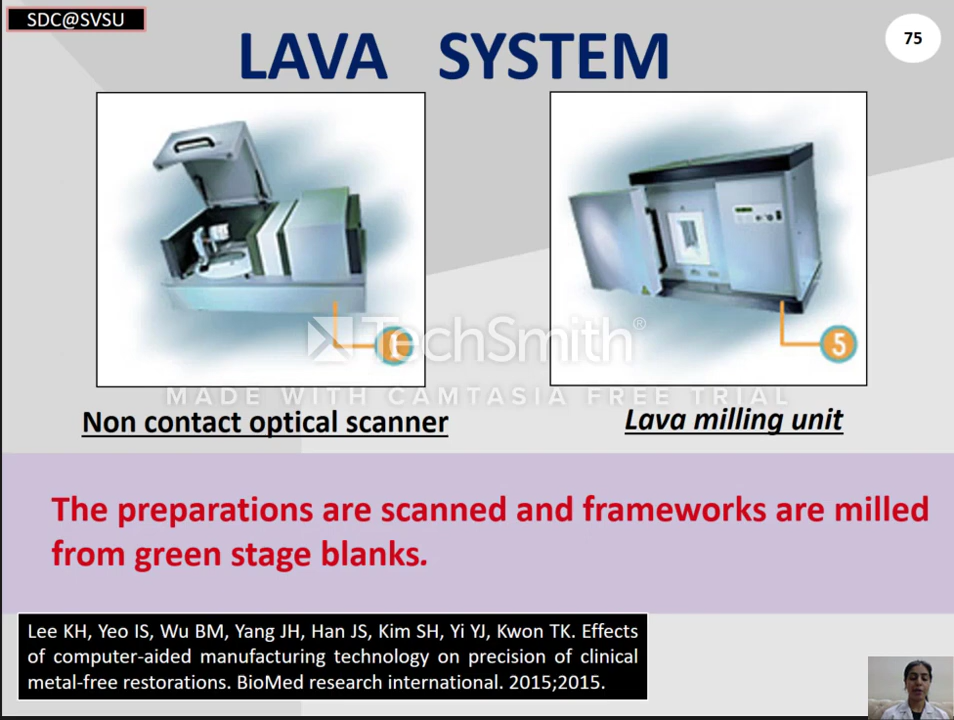 SDC@SVSU
75
LAVA SYSTEM
1
5
TechSmith®
MADE WITH CAMTASIA FREE TRIAL
Non contact optical scanner
Lava milling unit
The preparations are scanned and frameworks are milled
from green stage blanks.
Lee KH, Yeo IS, Wu BM, Yang JH, Han JS, Kim SH, Yi YJ, Kwon TK. Effects
of computer-aided manufacturing technology on precision of clinical
metal-free restorations. BioMed research international. 2015;2015.